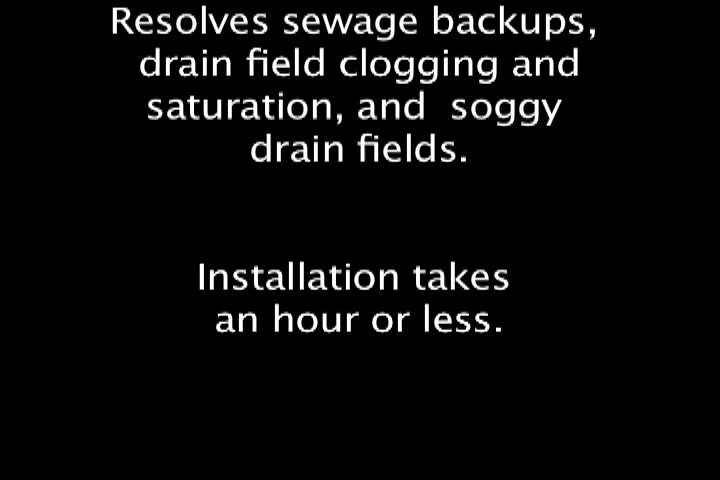 Resolves sewage backups,
drain field clogging and
saturation, and  soggy
drain fields.
Installation takes
an hour or less.